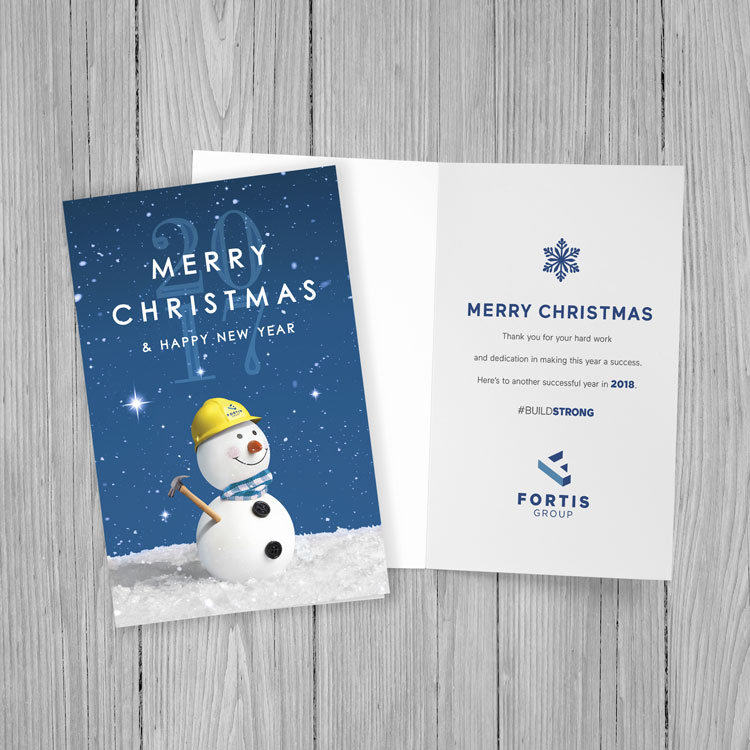 2017
MERRY
CHRISTMAS
& HAPPY NEW YEAR
FORTIS
MERRY CHRISTMAS
Thank you for your hard work
and dedication in making this year a success.
Here's to another successful year in 2018.
#BUILDSTRONG
FORTIS
GROUP